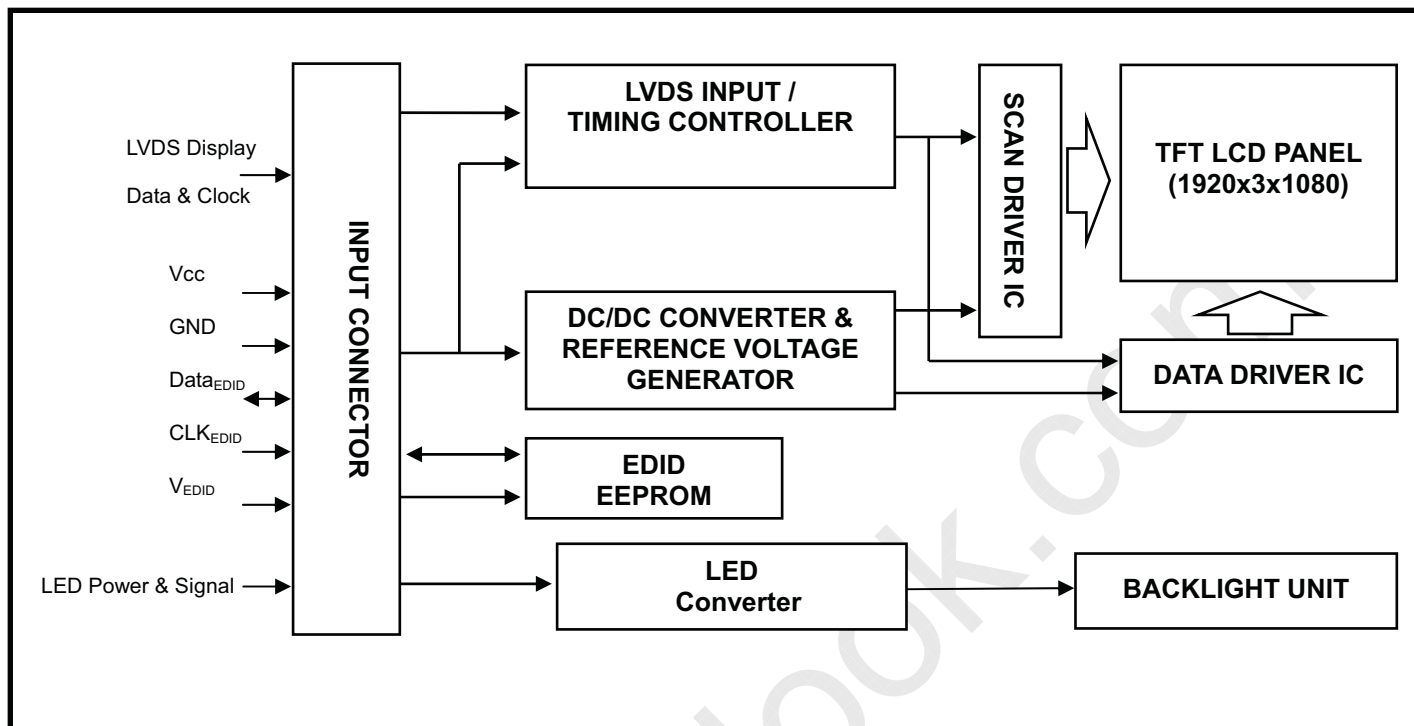 LVDS Display
Data & Clock
Vcc
GND
DataEDID
CLKEDID
VEDID
LED Power & Signal
INPUT CONNECTOR
LVDS INPUT /
TIMING CONTROLLER
DC/DC CONVERTER &
REFERENCE VOLTAGE
GENERATOR
EDID
EEPROM
LED
Converter
SCAN DRIVER IC
TFT LCD PANEL
(1920x3x1080)
DATA DRIVER IC
BACKLIGHT UNIT